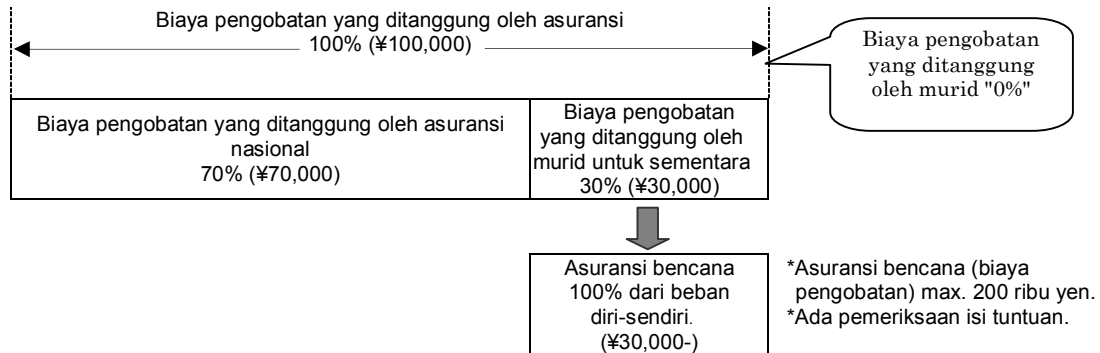 Biaya pengobatan yang ditanggung oleh asuransi
100% (¥100,000)
Biaya pengobatan
yang ditanggung
oleh murid "0%"
Biaya pengobatan yang ditanggung oleh asuransi
nasional
70% (¥70,000)
Biaya pengobatan
yang ditanggung oleh
murid untuk sementara
30% (¥30,000)
Asuransi bencana
100% dari beban
diri-sendiri.
(¥30,000-)
*Asuransi bencana (biaya
pengobatan) max. 200 ribu yen.
*Ada pemeriksaan isi tuntuan.